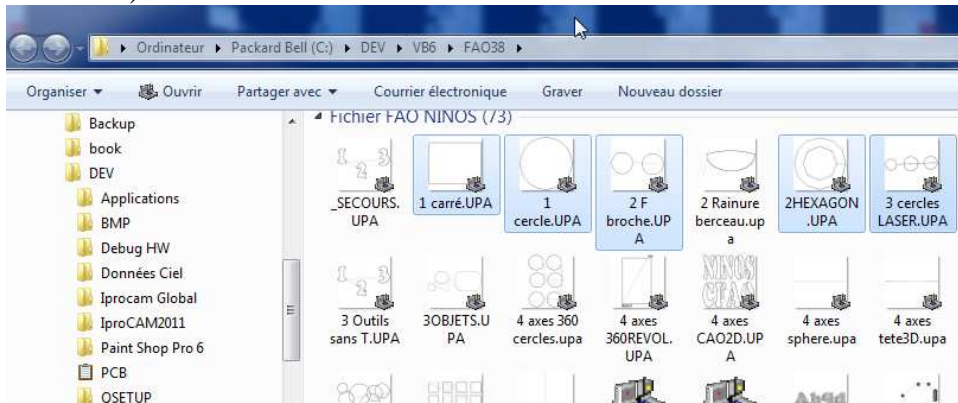 Ordinateur ▸ Packard Bell (C:) ▸ DEV ▸ VB6 ▸ FAO38 ▸
Organiser Ouvrir Partager avec Courrier électronique Graver Nouveau dossier
Backup
book
DEV
Applications
BMP
Debug HW
Données Ciel
Iprocam Global
IproCAM2011
Paint Shop Pro 6
PCB
OSETUP
Fichier FAO NINOS (73)
_SECOURS.
UPA
1 carré.UPA
1
cercle.UPA
2 F
broche.UP
A
2 Rainure
berceau.up
a
2HEXAGON
.UPA
3 cercles
LASER.UPA
3 Outils
sans T.UPA
3OBJETS.U
PA
4 axes 360
cercles.upa
4 axes
360REVOL.
UPA
4 axes
CAO2D.UP
A
4 axes
sphere.upa
4 axes
tete3D.upa